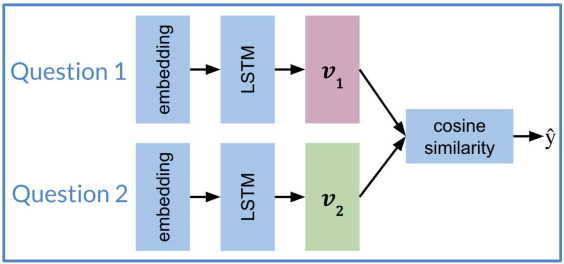 Question 1
embedding
LSTM
v1
Question 2
embedding
LSTM
v2
cosine
similarity
ŷ